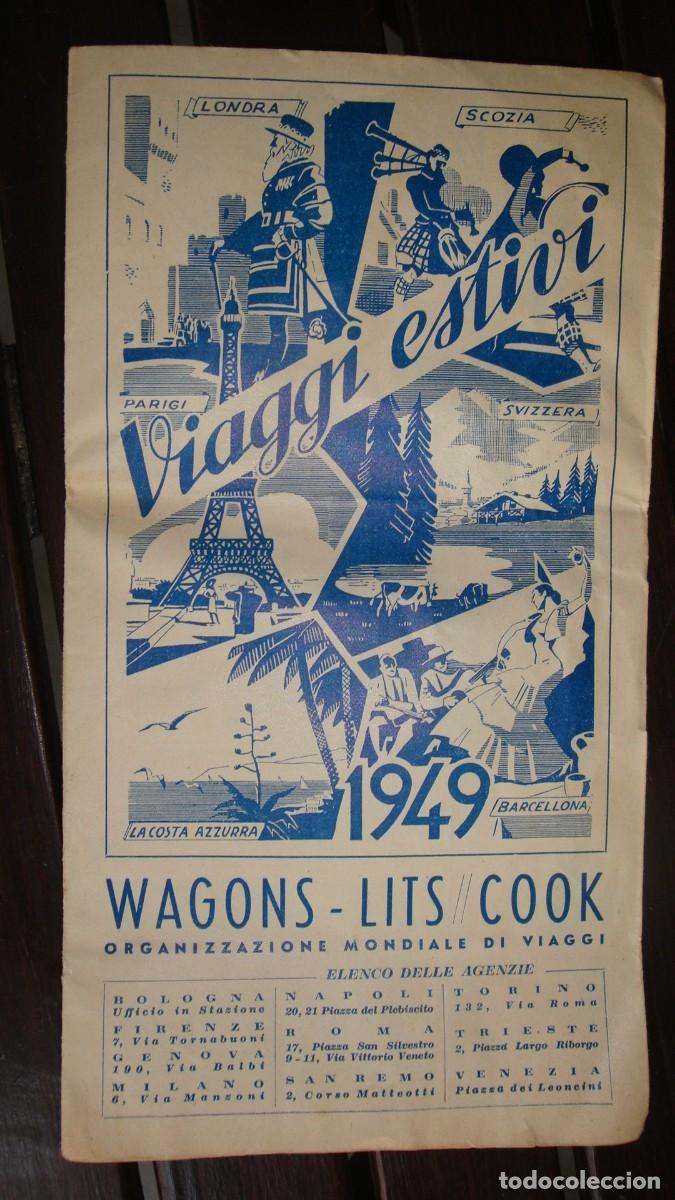 LONDRA
SCOZIA
Viaggi estivi
PARIGI
SVIZZERA
LA COSTA AZZURRA
1949
BARCELLONA
WAGONS - LITS // COOK
ORGANIZZAZIONE MONDIALE DI VIAGGI
ELENCO DELLE AGENZIE
BOLOGNA
Ufficio in Stazione
FIRENZE
7, Via Tornabuoni
GENOVA
190, Via Balbi
MILANO
6, Via Manzoni
NAPOLI
20, 21 Piazza del Plebiscito
ROMA
17, Piazza San Silvestro
9-11, Via Vittorio Veneto
SAN REMO
2, Corso Matteotti
TORINO
132, Via Roma
TRIESTE
2, Piazza Largo Riborgo
VENEZIA
Piazza dei Leoncini
todocoleccion